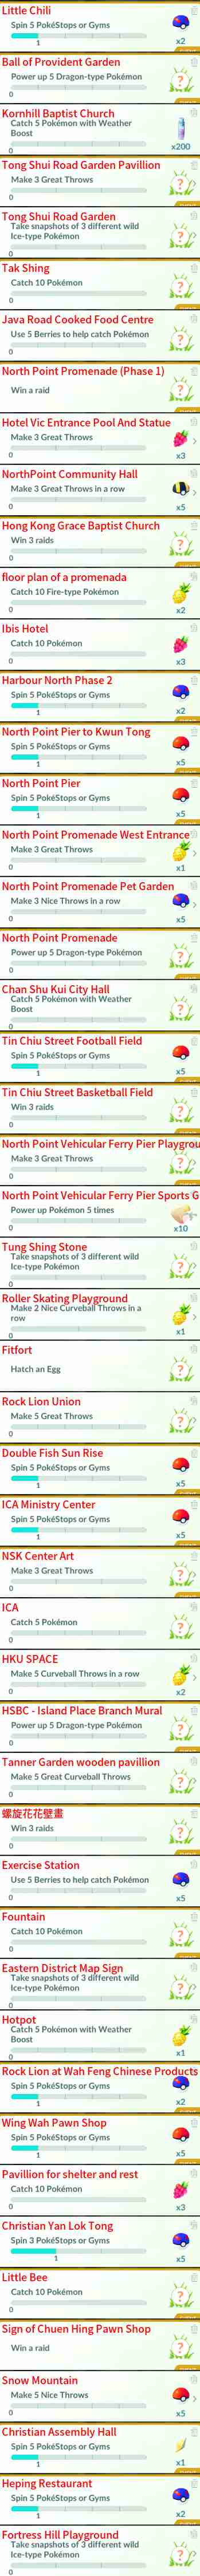 Little Chili
Spin 5 PokéStops or Gyms
1
x2
Ball of Provident Garden
Power up 5 Dragon-type Pokémon
0
Kornhill Baptist Church
Catch 5 Pokémon with Weather
Boost
0
x200
Tong Shui Road Garden Pavillion
Make 3 Great Throws
0
Tong Shui Road Garden
Take snapshots of 3 different wild
Ice-type Pokémon
0
Tak Shing
Catch 10 Pokémon
0
Java Road Cooked Food Centre
Use 5 Berries to help catch Pokémon
0
North Point Promenade (Phase 1)
Win a raid
Hotel Vic Entrance Pool And Statue
Make 3 Great Throws
0
x3
NorthPoint Community Hall
Make 3 Great Throws in a row
0
x5
Hong Kong Grace Baptist Church
Win 3 raids
0
floor plan of a promenada
Catch 10 Fire-type Pokémon
0
x2
Ibis Hotel
Catch 10 Pokémon
0
x3
Harbour North Phase 2
Spin 5 PokéStops or Gyms
1
x2
North Point Pier to Kwun Tong
Spin 5 PokéStops or Gyms
1
x5
North Point Pier
Spin 5 PokéStops or Gyms
1
x5
North Point Promenade West Entrance
Make 3 Great Throws
0
x1
North Point Promenade Pet Garden
Make 3 Nice Throws in a row
0
x5
North Point Promenade
Power up 5 Dragon-type Pokémon
0
Chan Shu Kui City Hall
Catch 5 Pokémon with Weather
Boost
0
Tin Chiu Street Football Field
Spin 5 PokéStops or Gyms
1
x5
Tin Chiu Street Basketball Field
Win 3 raids
0
North Point Vehicular Ferry Pier Playgrou
Make 3 Great Throws
0
North Point Vehicular Ferry Pier Sports G
Power up Pokémon 5 times
0
x10
Tung Shing Stone
Take snapshots of 3 different wild
Ice-type Pokémon
0
Roller Skating Playground
Make 2 Nice Curveball Throws in a
row
0
x1
Fitfort
Hatch an Egg
Rock Lion Union
Make 5 Great Throws
0
Double Fish Sun Rise
Spin 5 PokéStops or Gyms
1
x5
ICA Ministry Center
Spin 5 PokéStops or Gyms
1
x5
NSK Center Art
Make 3 Great Throws
0
ICA
Catch 5 Pokémon
0
HKU SPACE
Make 5 Curveball Throws in a row
0
x2
HSBC - Island Place Branch Mural
Power up 5 Dragon-type Pokémon
0
Tanner Garden wooden pavillion
Make 5 Great Curveball Throws
0
螺旋花花壁畫
Win 3 raids
0
Exercise Station
Use 5 Berries to help catch Pokémon
0
x5
Fountain
Catch 10 Pokémon
0
Eastern District Map Sign
Take snapshots of 3 different wild
Ice-type Pokémon
0
Hotpot
Catch 5 Pokémon with Weather
Boost
0
x1
Rock Lion at Wah Feng Chinese Products
Spin 5 PokéStops or Gyms
1
x2
Wing Wah Pawn Shop
Spin 5 PokéStops or Gyms
1
x5
Pavillion for shelter and rest
Catch 10 Pokémon
0
x3
Christian Yan Lok Tong
Spin 3 PokéStops or Gyms
1
x5
Little Bee
Catch 10 Pokémon
0
Sign of Chuen Hing Pawn Shop
Win a raid
Snow Mountain
Make 5 Nice Throws
0
x5
Christian Assembly Hall
Spin 5 PokéStops or Gyms
1
x1
Heping Restaurant
Spin 5 PokéStops or Gyms
1
x2
Fortress Hill Playground
Take snapshots of 3 different wild
Ice-type Pokémon
0